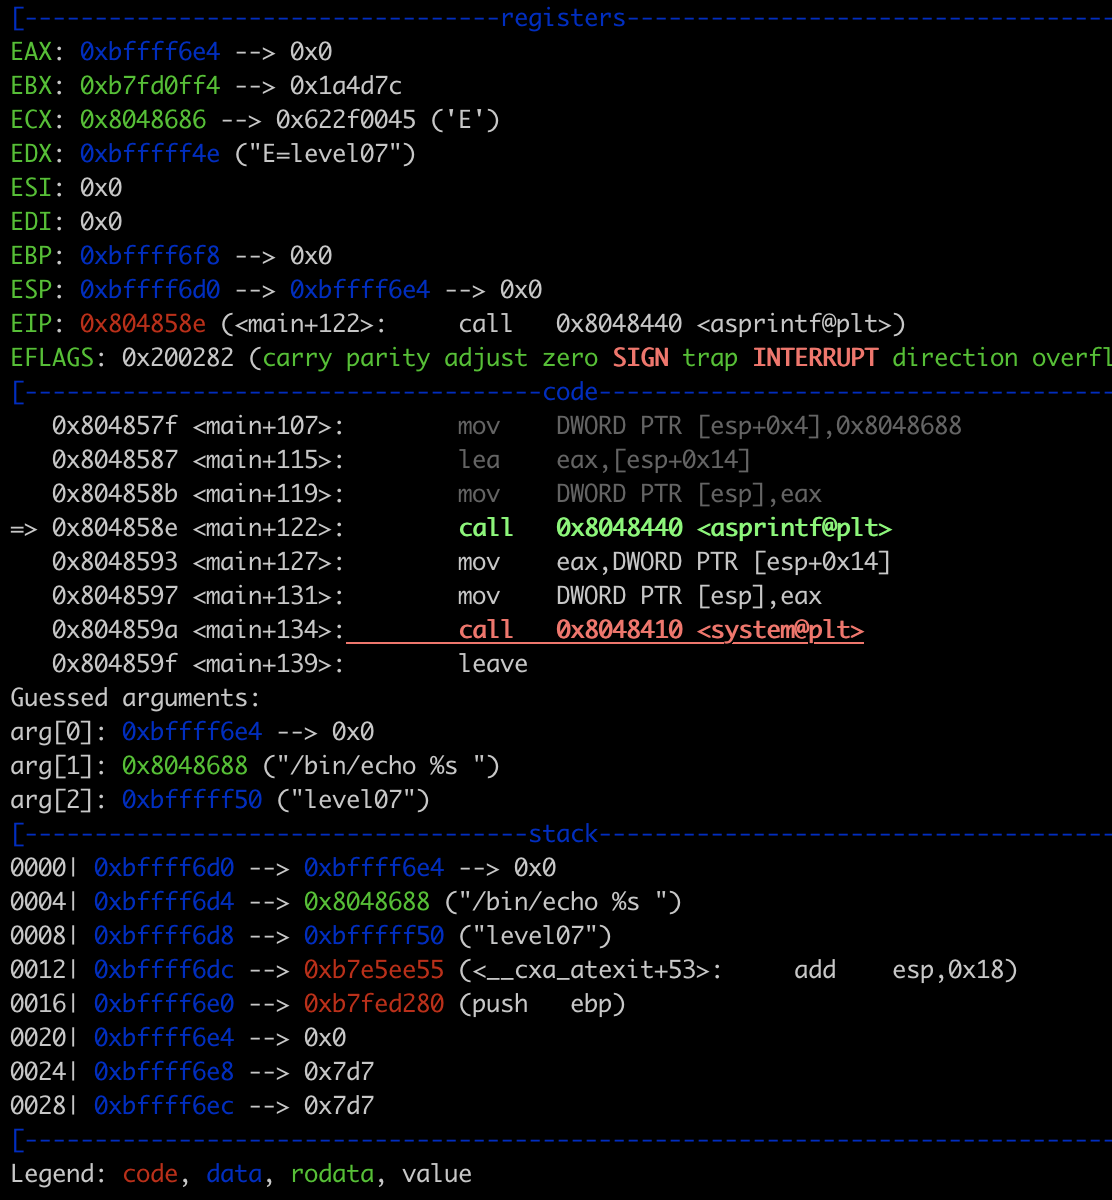 [----------------------------------registers-----------------------------------
EAX: 0xbffff6e4 --> 0x0
EBX: 0xb7fd0ff4 --> 0x1a4d7c
ECX: 0x8048686 --> 0x622f0045 ('E')
EDX: 0xbfffff4e ("E=level07")
ESI: 0x0
EDI: 0x0
EBP: 0xbffff6f8 --> 0x0
ESP: 0xbffff6d0 --> 0xbffff6e4 --> 0x0
EIP: 0x804858e (<main+122>:     call   0x8048440 <asprintf@plt>)
EFLAGS: 0x200282 (carry parity adjust zero SIGN trap INTERRUPT direction overfl
[-------------------------------------code-------------------------------------
   0x804857f <main+107>:        mov    DWORD PTR [esp+0x4],0x8048688
   0x8048587 <main+115>:        lea    eax,[esp+0x14]
   0x804858b <main+119>:        mov    DWORD PTR [esp],eax
=> 0x804858e <main+122>:        call   0x8048440 <asprintf@plt>
   0x8048593 <main+127>:        mov    eax,DWORD PTR [esp+0x14]
   0x8048597 <main+131>:        mov    DWORD PTR [esp],eax
   0x804859a <main+134>:        call   0x8048410 <system@plt>
   0x804859f <main+139>:        leave
Guessed arguments:
arg[0]: 0xbffff6e4 --> 0x0
arg[1]: 0x8048688 ("/bin/echo %s ")
arg[2]: 0xbfffff50 ("level07")
[------------------------------------stack-------------------------------------
0000| 0xbffff6d0 --> 0xbffff6e4 --> 0x0
0004| 0xbffff6d4 --> 0x8048688 ("/bin/echo %s ")
0008| 0xbffff6d8 --> 0xbfffff50 ("level07")
0012| 0xbffff6dc --> 0xb7e5ee55 (<__cxa_atexit+53>:     add    esp,0x18)
0016| 0xbffff6e0 --> 0xb7fed280 (push   ebp)
0020| 0xbffff6e4 --> 0x0
0024| 0xbffff6e8 --> 0x7d7
0028| 0xbffff6ec --> 0x7d7
[------------------------------------------------------------------------------
Legend: code, data, rodata, value